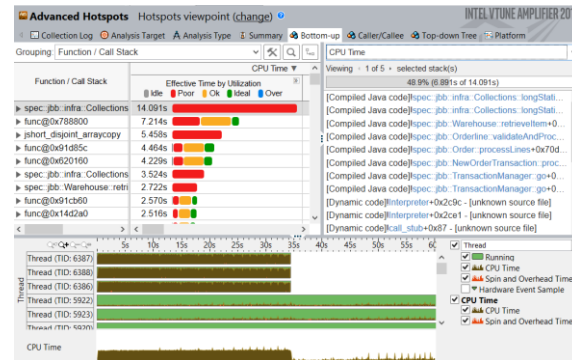 Advanced Hotspots Hotspots viewpoint (change)
INTEL VTUNE AMPLIFIER 201
Collection Log Analysis Target Analysis Type Summary Bottom-up Caller/Callee Top-down Tree Platform
Grouping: Function / Call Stack
CPU Time
Function / Call Stack
CPU Time
Effective Time by Utilization
Idle Poor Ok Ideal Over
Viewing 1 of 5 selected stack(s)
48.9% (6.891s of 14.091s)
spec::jbb::infra::Collections: 14.091s
func@0x788800 7.214s
jshort_disjoint_arraycopy 5.458s
func@0x91d85c 4.464s
func@0x620160 4.229s
spec::jbb::infra::Collections: 3.524s
spec::jbb::Warehouse::retri 2.722s
func@0x91cb60 2.570s
func@0x14d2a0 2.516s
[Compiled Java code]!spec::jbb::infra::Collections::longStati...
[Compiled Java code]!spec::jbb::infra::Collections::longStati...
[Compiled Java code]!spec::jbb::Warehouse::retrieveItem+0...
[Compiled Java code]!spec::jbb::Orderline::validateAndProc...
[Compiled Java code]!spec::jbb::Order::processLines+0x70d...
[Compiled Java code]!spec::jbb::NewOrderTransaction::proc...
[Compiled Java code]!spec::jbb::TransactionManager::go+0...
[Compiled Java code]!spec::jbb::TransactionManager::go+0...
[Dynamic code]!Interpreter+0x2c9c - [unknown source file]
[Dynamic code]!Interpreter+0x2ce1 - [unknown source file]
[Dynamic code]!call_stub+0x87 - [unknown source file]
5s 10s 15s 20s 25s 30s 35s 40s 45s 50s 55s 60
Thread
Thread (TID: 6387)
Thread (TID: 6388)
Thread (TID: 6386)
Thread (TID: 5922)
Thread (TID: 5923)
Thread (TID: 5920)
CPU Time
Thread
Running
CPU Time
Spin and Overhead Time
Hardware Event Sample
CPU Time
CPU Time
Spin and Overhead Time